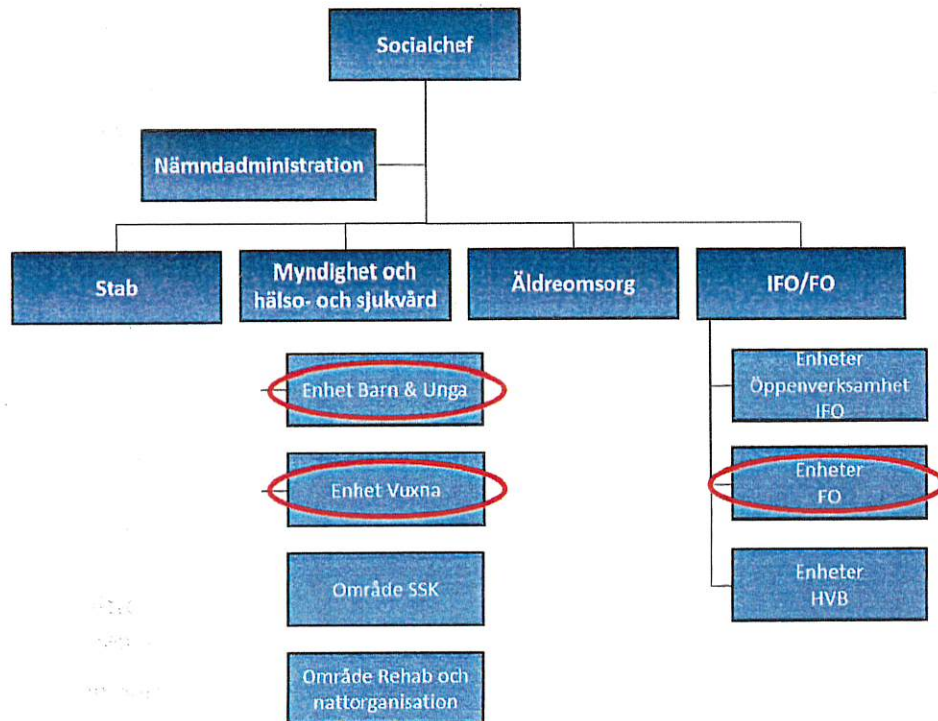 Socialchef
Nämndadministration
Stab
Myndighet och
hälso- och sjukvård
Äldreomsorg
IFO/FO
Enhet Barn & Unga
Enhet Vuxna
Område SSK
Område Rehab och
nattorganisation
Enheter
Öppenverksamhet
IFO
Enheter
FO
Enheter
HVB